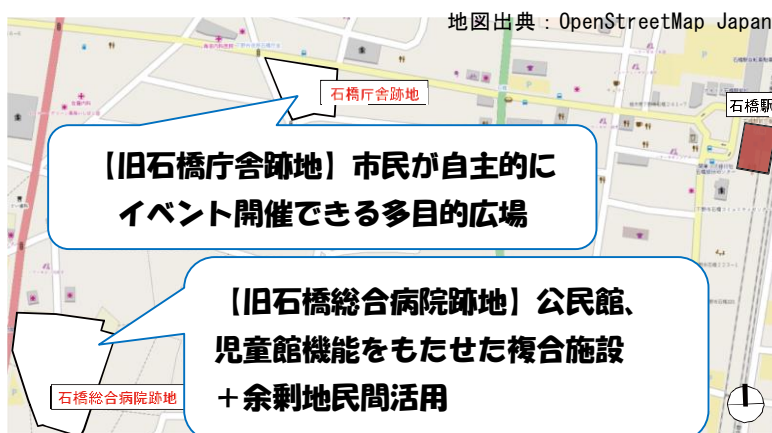 地図出典：OpenStreetMap Japan
石橋庁舎跡地
石橋駅
【旧石橋庁舎跡地】市民が自主的に
イベント開催できる多目的広場
【旧石橋総合病院跡地】公民館、
児童館機能をもたせた複合施設
＋余剰地民間活用
石橋総合病院跡地